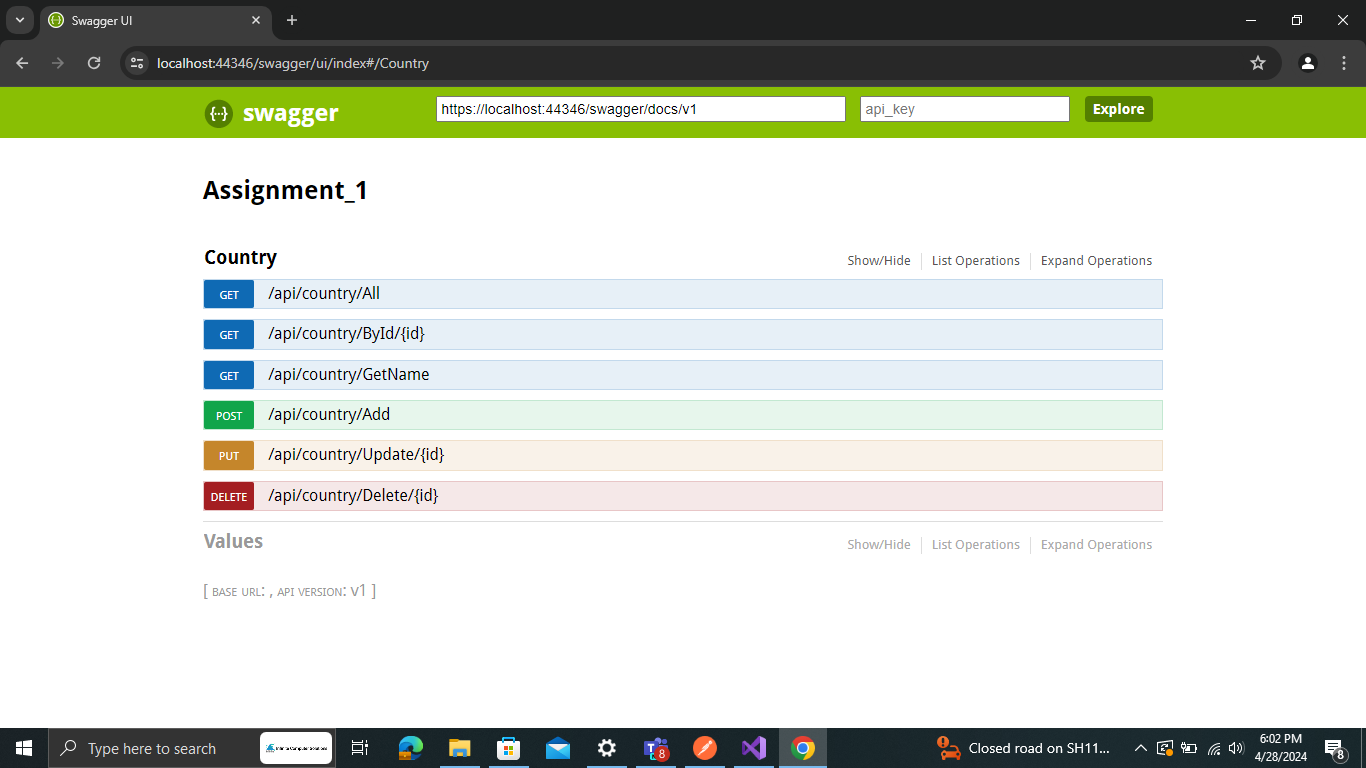 Swagger UI
localhost:44346/swagger/ui/index#/Country
{··} swagger
https://localhost:44346/swagger/docs/v1
api_key
Explore
Assignment_1
Country
Show/Hide
List Operations
Expand Operations
GET /api/country/All
GET /api/country/ById/{id}
GET /api/country/GetName
POST /api/country/Add
PUT /api/country/Update/{id}
DELETE /api/country/Delete/{id}
Values
Show/Hide
List Operations
Expand Operations
[ BASE URL: , API VERSION: V1 ]
Type here to search
Infinite Computer Solutions
8
Closed road on SH11...
6:02 PM
4/28/2024
8